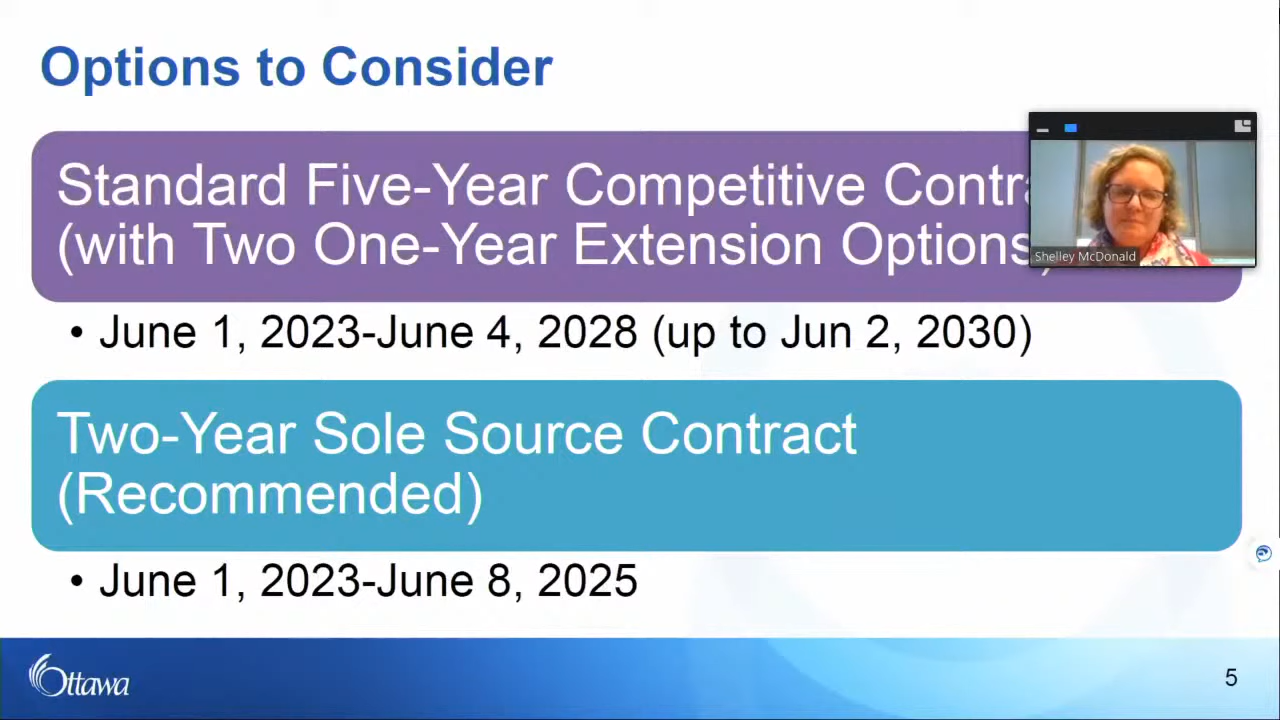 Options to Consider
Standard Five-Year Competitive
(with Two One-Year Extension Options
Shelley McDonald
• June 1, 2023-June 4, 2028 (up to Jun 2, 2030)
Two-Year Sole Source Contract
(Recommended)
• June 1, 2023-June 8, 2025
Ottawa
5